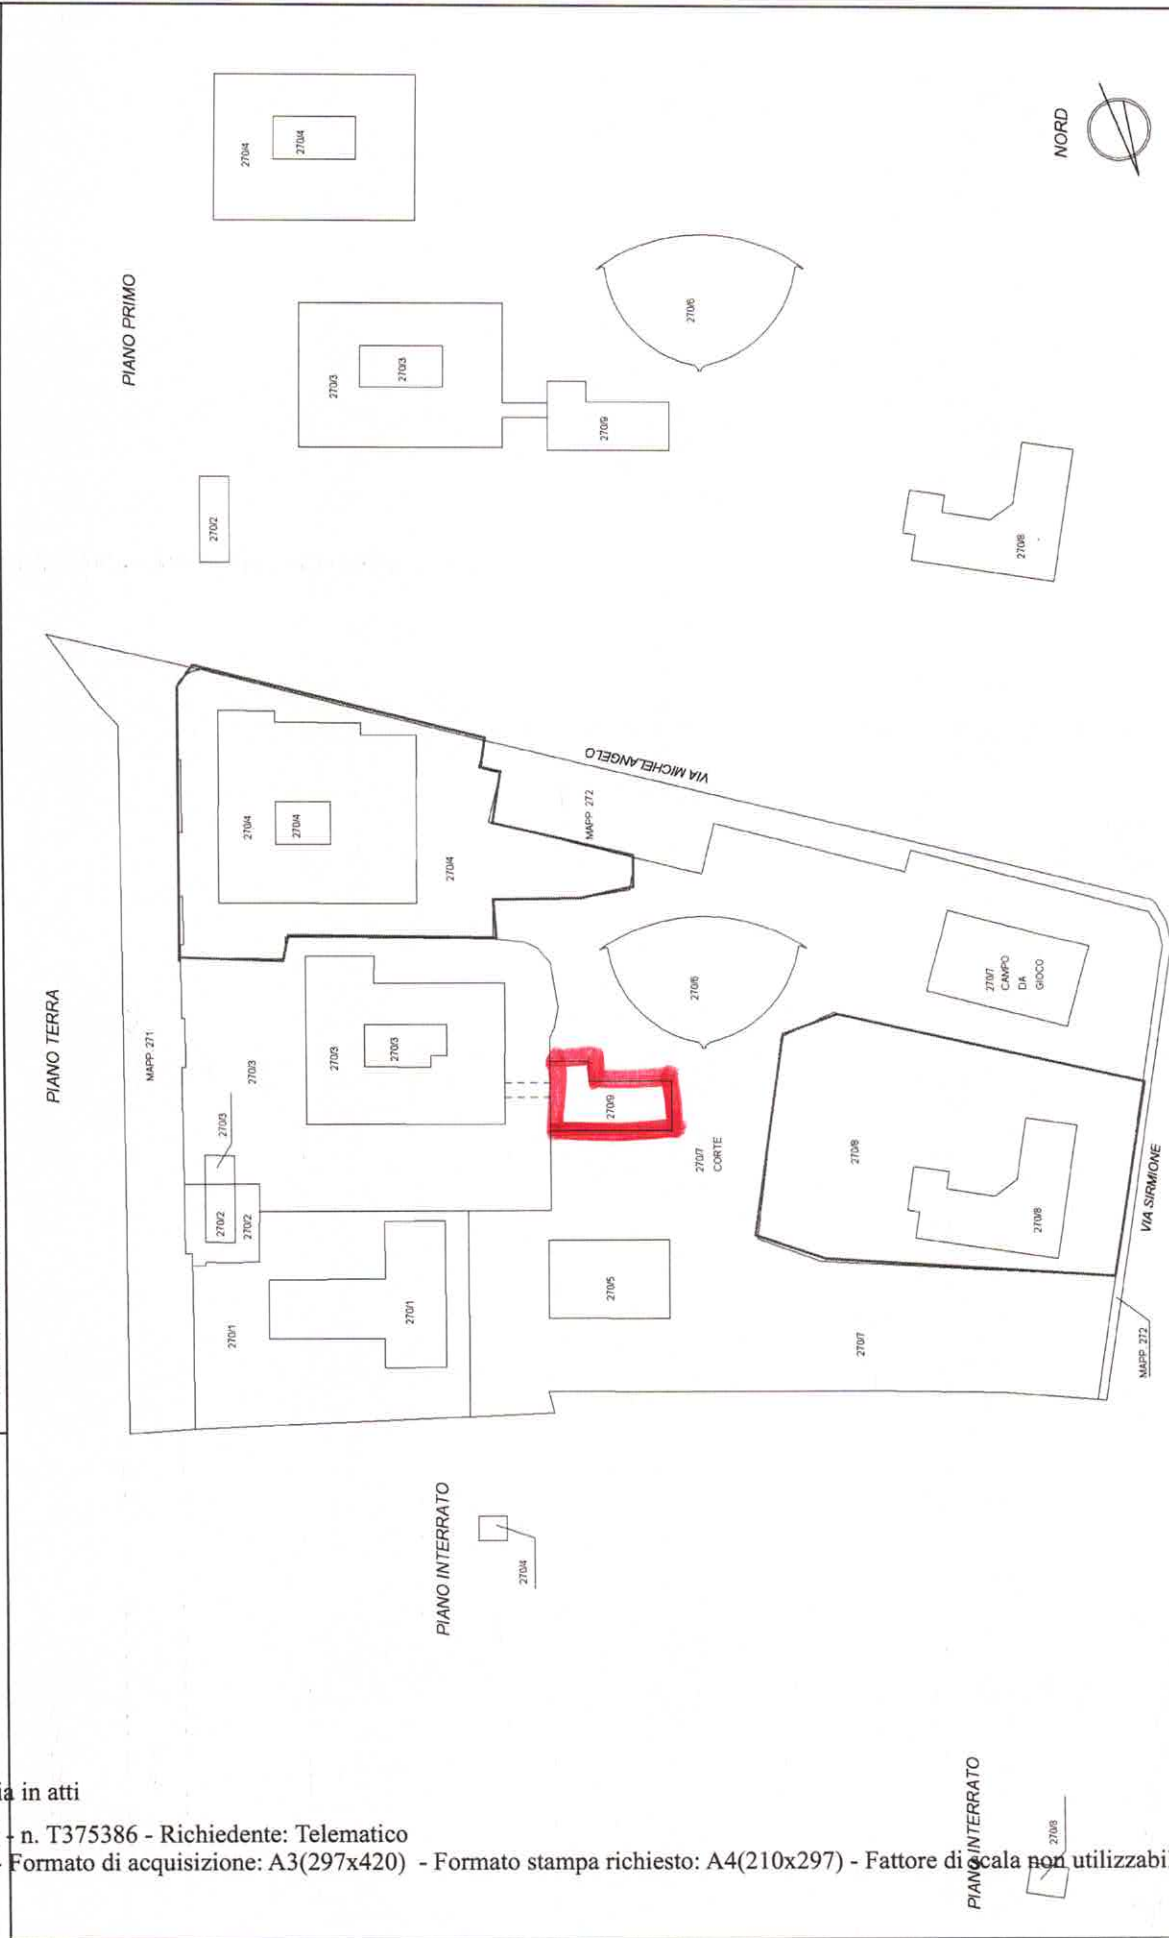 PIANO PRIMO
270/4
270/4
NORD
270/3
270/3
270/6
270/9
270/2
270/8
PIANO TERRA
MAPP. 271
270/4
270/4
270/4
VIA MICHELANGELO
MAPP. 272
270/3
270/3
270/3
270/3
270/6
270/7
CAMPO
DA
GIOCO
270/9
270/7
CORTE
270/2
270/2
270/8
270/8
VIA SIRMIONE
270/1
270/1
270/5
270/7
MAPP. 272
PIANO INTERRATO
270/4
PIANO INTERRATO
270/8
ia in atti
- n. T375386 - Richiedente: Telematico
- Formato di acquisizione: A3(297x420) - Formato stampa richiesto: A4(210x297) - Fattore di scala non utilizzabi